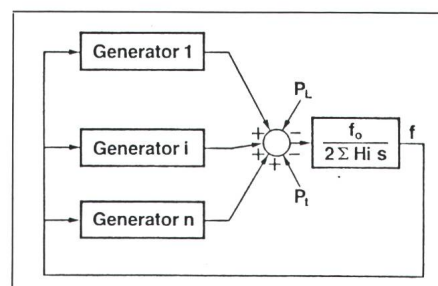 Generator 1
P_L
Generator i
f_o
2 Σ Hi s
f
P_t
Generator n
+
+
+
+
−
−